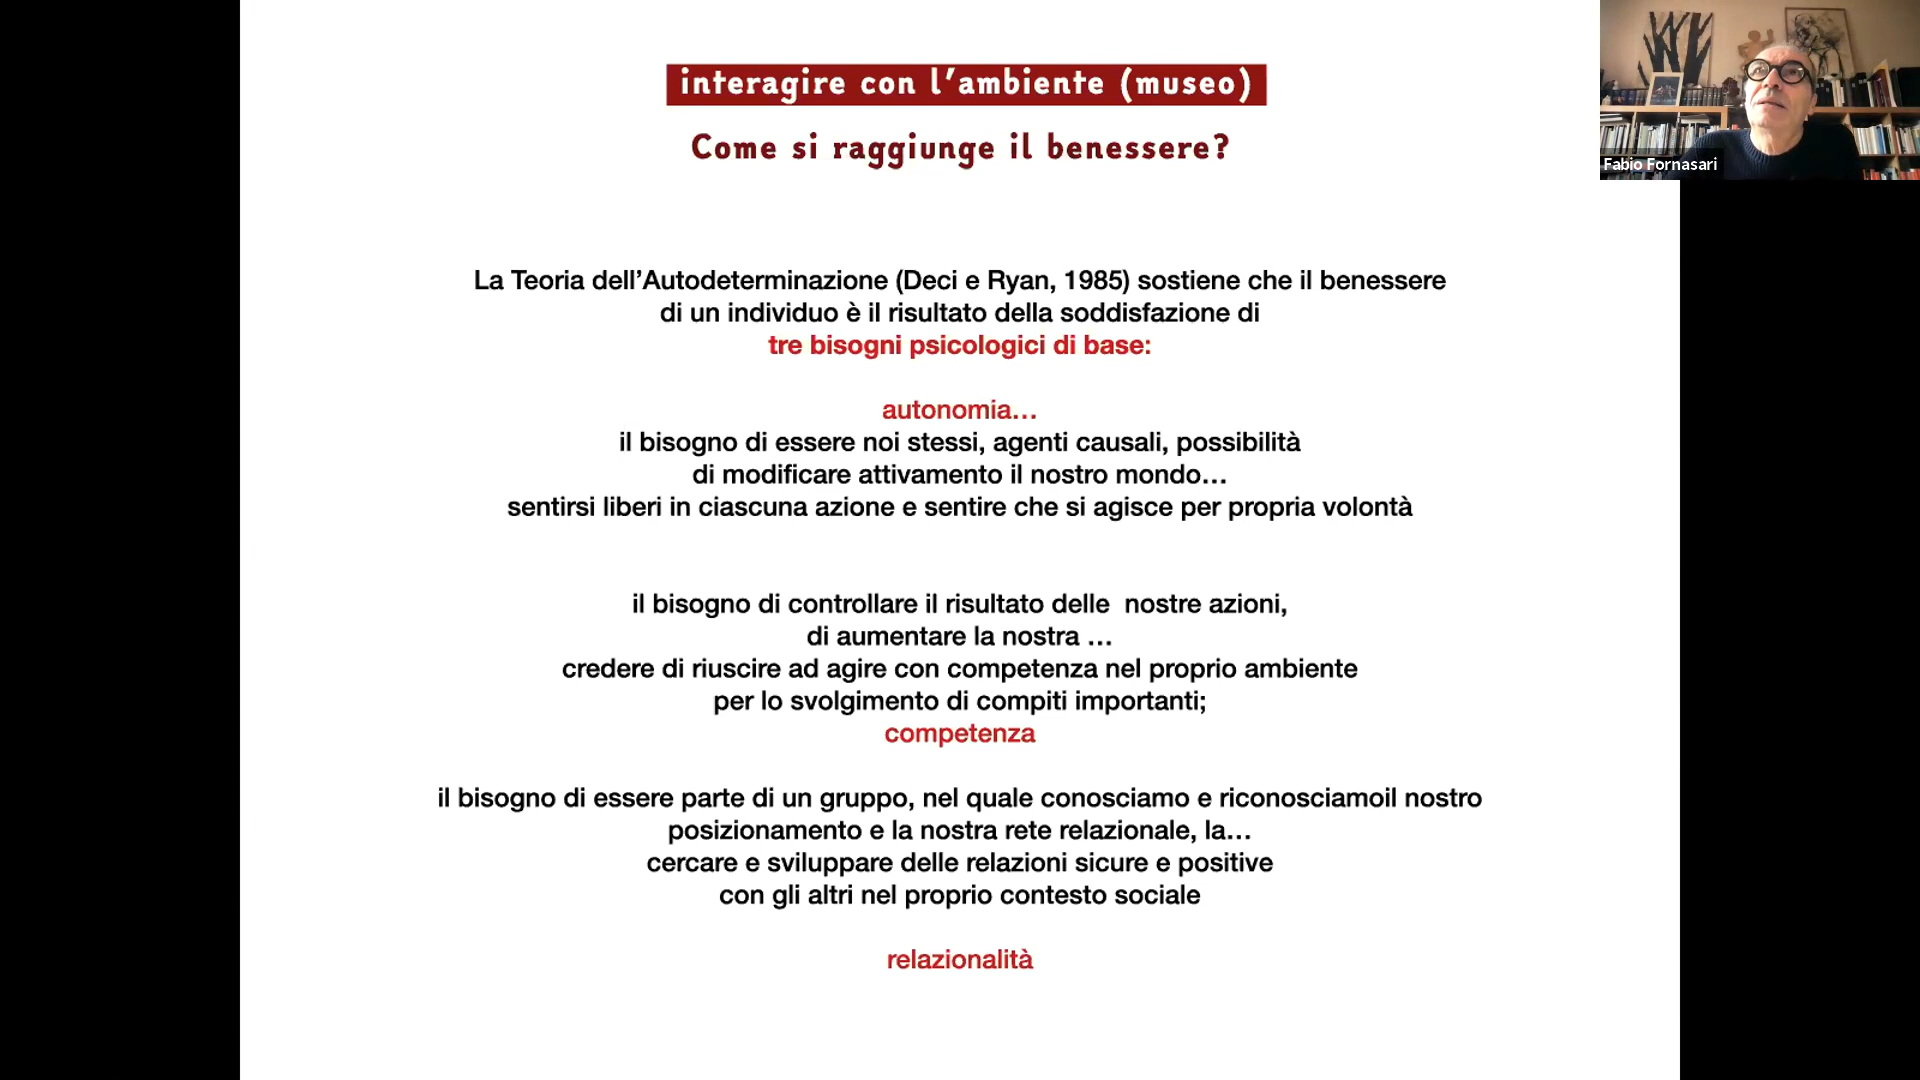 interagire con l’ambiente (museo)
Come si raggiunge il benessere?
Fabio Fornasari
La Teoria dell’Autodeterminazione (Deci e Ryan, 1985) sostiene che il benessere
di un individuo è il risultato della soddisfazione di
tre bisogni psicologici di base:
autonomia…
il bisogno di essere noi stessi, agenti causali, possibilità
di modificare attivamento il nostro mondo…
sentirsi liberi in ciascuna azione e sentire che si agisce per propria volontà
il bisogno di controllare il risultato delle  nostre azioni,
di aumentare la nostra …
credere di riuscire ad agire con competenza nel proprio ambiente
per lo svolgimento di compiti importanti;
competenza
il bisogno di essere parte di un gruppo, nel quale conosciamo e riconosciamoil nostro
posizionamento e la nostra rete relazionale, la…
cercare e sviluppare delle relazioni sicure e positive
con gli altri nel proprio contesto sociale
relazionalità